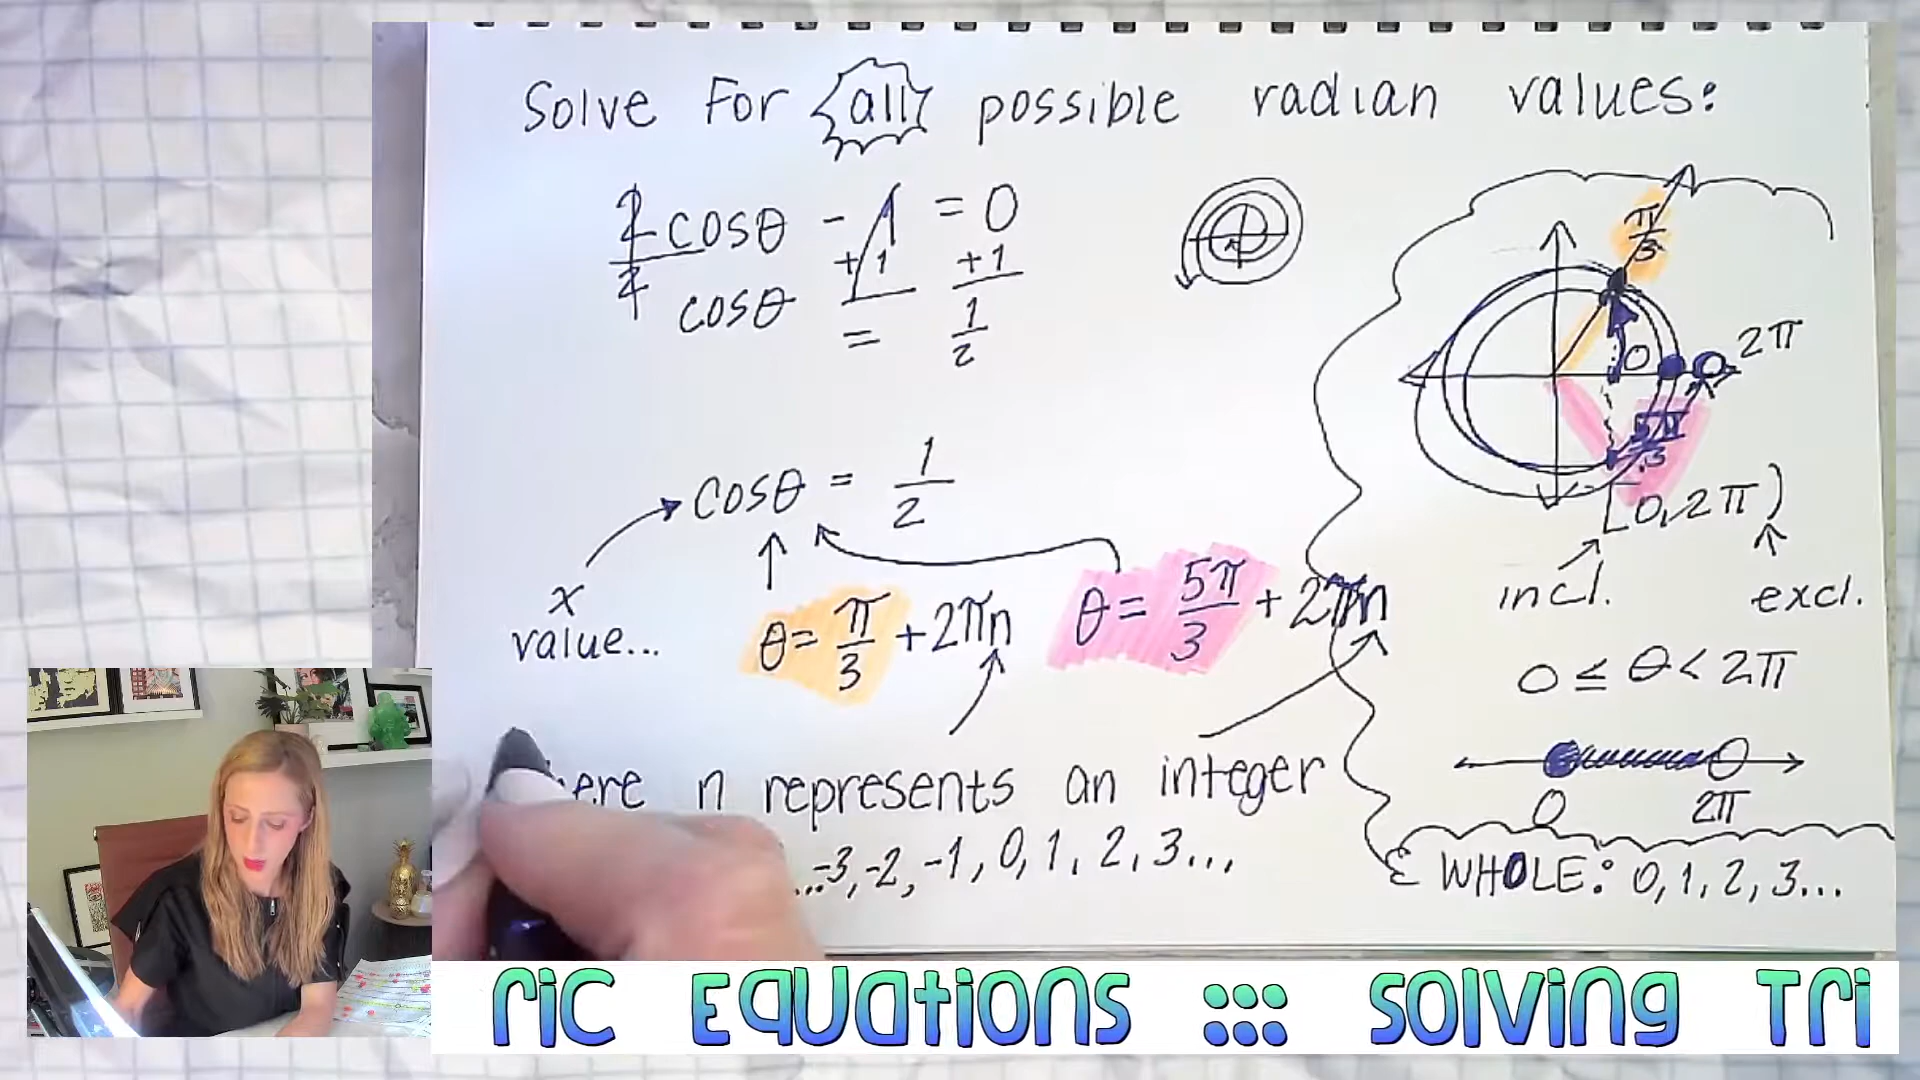 Solve For all possible radian values:
2cosθ - 1 = 0
2 +1 +1
cosθ = 1/2
π/3
0
2π
5π/3
[0, 2π)
incl. excl.
cosθ = 1/2
x
value...
θ = π/3 + 2πn
θ = 5π/3 + 2πn
0 ≤ θ < 2π
0 2π
here n represents an integer
...-3, -2, -1, 0, 1, 2, 3...
& WHOLE: 0, 1, 2, 3...
ric Equations ::: solving Tri